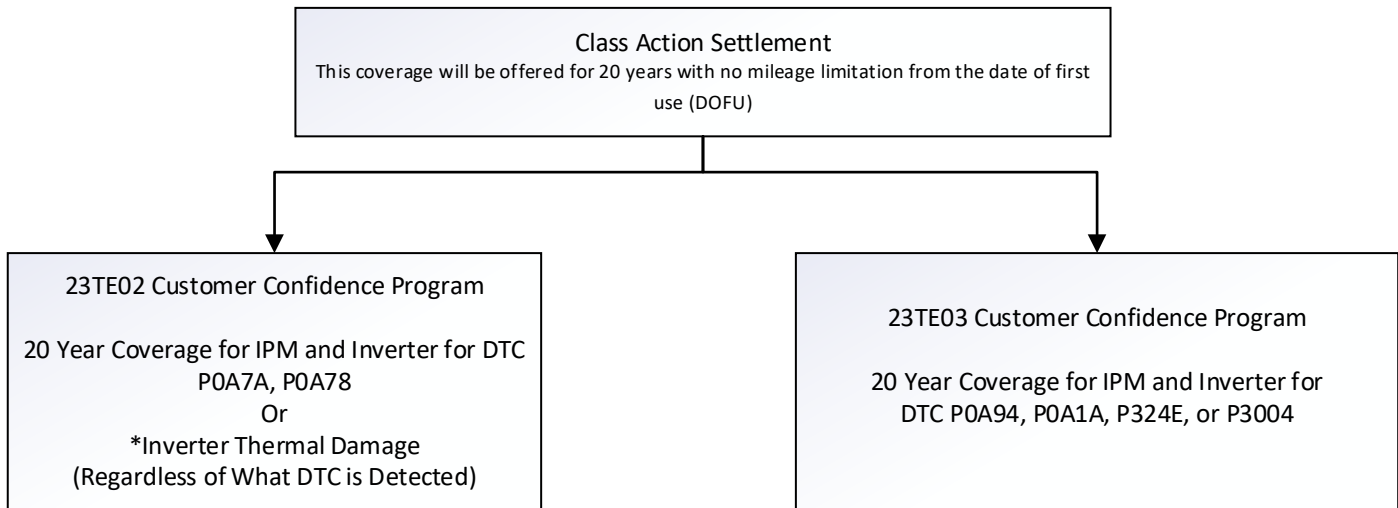 Class Action Settlement
This coverage will be offered for 20 years with no mileage limitation from the date of first
use (DOFU)
23TE02 Customer Confidence Program
20 Year Coverage for IPM and Inverter for DTC
P0A7A, P0A78
Or
*Inverter Thermal Damage
(Regardless of What DTC is Detected)
23TE03 Customer Confidence Program
20 Year Coverage for IPM and Inverter for
DTC P0A94, P0A1A, P324E, or P3004